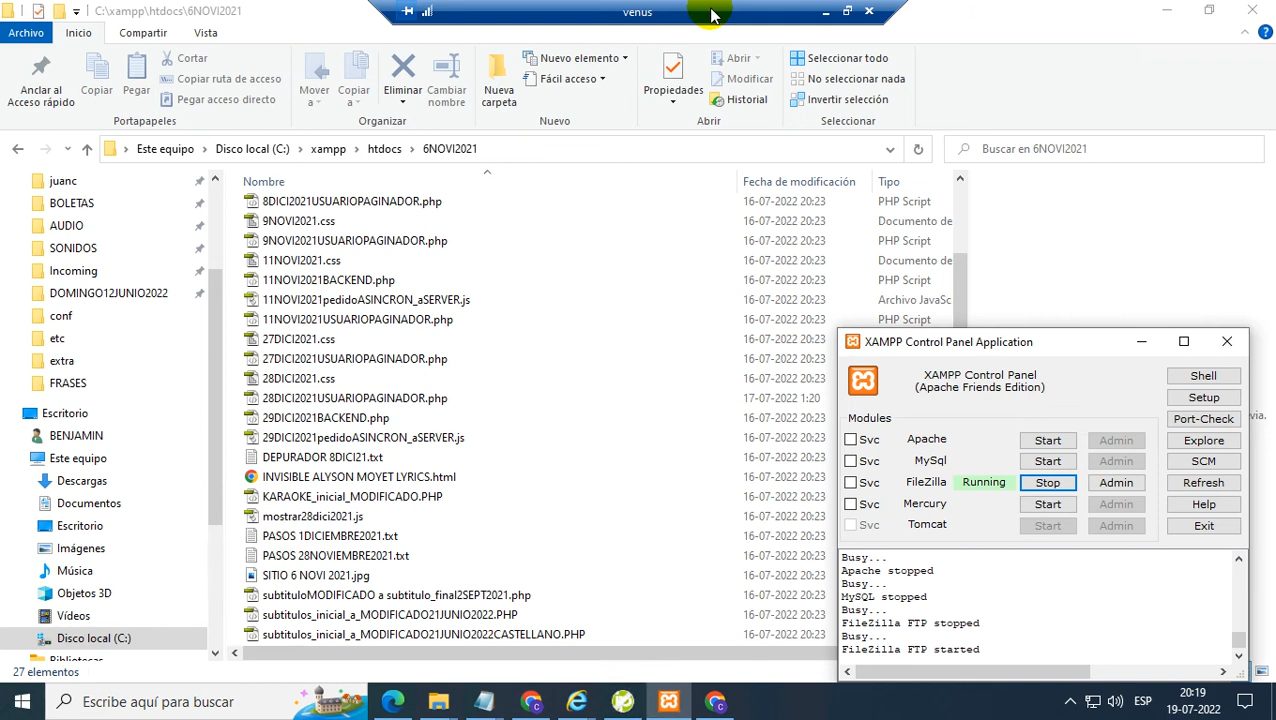 C:\xampp\htdocs\6NOVI2021
venus
Archivo
Inicio
Compartir
Vista
Anclar al
Acceso rápido
Copiar
Pegar
Cortar
Copiar ruta de acceso
Pegar acceso directo
Portapapeles
Mover
a
Copiar
a
Eliminar
Cambiar
nombre
Organizar
Nueva
carpeta
Nuevo elemento
Fácil acceso
Nuevo
Propiedades
Abrir
Modificar
Historial
Abrir
Seleccionar todo
No seleccionar nada
Invertir selección
Seleccionar
Este equipo
Disco local (C:)
xampp
htdocs
6NOVI2021
Buscar en 6NOVI2021
juanc
BOLETAS
AUDIO
SONIDOS
Incoming
DOMINGO12JUNIO2022
conf
etc
extra
FRASES
Escritorio
BENJAMIN
Este equipo
Descargas
Documentos
Escritorio
Imágenes
Música
Objetos 3D
Vídeos
Disco local (C:)
Bibliotecas
Nombre
Fecha de modificación
Tipo
8DICI2021USUARIOPAGINADOR.php 16-07-2022 20:23 PHP Script
9NOVI2021.css 16-07-2022 20:23 Documento de
9NOVI2021USUARIOPAGINADOR.php 16-07-2022 20:23 PHP Script
11NOVI2021.css 16-07-2022 20:23 Documento de
11NOVI2021BACKEND.php 16-07-2022 20:23 PHP Script
11NOVI2021pedidoASINCRON_aSERVER.js 16-07-2022 20:23 Archivo JavaSc
11NOVI2021USUARIOPAGINADOR.php 16-07-2022 20:23 PHP Script
27DICI2021.css 16-07-2022 20:23
27DICI2021USUARIOPAGINADOR.php 16-07-2022 20:23
28DICI2021.css 16-07-2022 20:23
28DICI2021USUARIOPAGINADOR.php 17-07-2022 1:20
29DICI2021BACKEND.php 16-07-2022 20:23
29DICI2021pedidoASINCRON_aSERVER.js 16-07-2022 20:23
DEPURADOR 8DICI21.txt 16-07-2022 20:23
INVISIBLE ALYSON MOYET LYRICS.html 16-07-2022 20:23
KARAOKE_inicial_MODIFICADO.PHP 16-07-2022 20:23
mostrar28dici2021.js 16-07-2022 20:23
PASOS 1DICIEMBRE2021.txt 16-07-2022 20:23
PASOS 28NOVIEMBRE2021.txt 16-07-2022 20:23
SITIO 6 NOVI 2021.jpg 16-07-2022 20:23
subtituloMODIFICADO a subtitulo_final2SEPT2021.php 16-07-2022 20:23
subtitulos_inicial_a_MODIFICADO21JUNIO2022.PHP 16-07-2022 20:23
subtitulos_inicial_a_MODIFICADO21JUNIO2022CASTELLANO.PHP 16-07-2022 20:23
27 elementos
via.
XAMPP Control Panel Application
XAMPP Control Panel
(Apache Friends Edition)
Modules
Svc Apache Start Admin
Svc MySql Start Admin
Svc FileZilla Running Stop Admin
Svc Mercury Start Admin
Svc Tomcat Start Admin
Shell
Setup
Port-Check
Explore
SCM
Refresh
Help
Exit
Busy...
Apache stopped
Busy...
MySQL stopped
Busy...
FileZilla FTP stopped
Busy...
FileZilla FTP started
Escribe aquí para buscar
ESP
20:19
19-07-2022